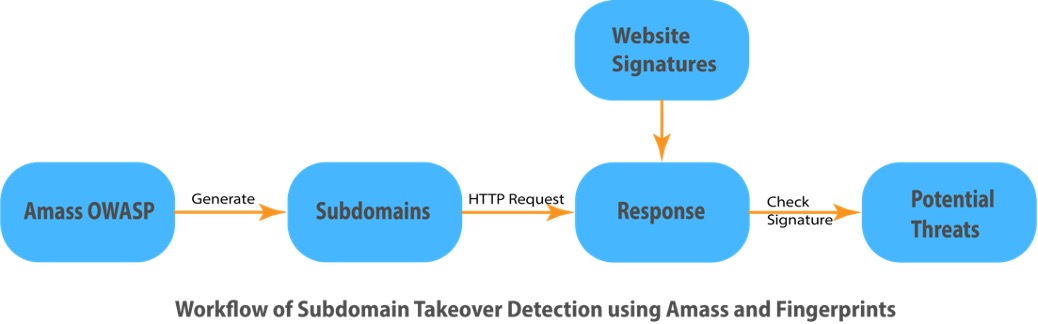 Website
Signatures
Amass OWASP
Generate
Subdomains
HTTP Request
Response
Check
Signature
Potential
Threats
Workflow of Subdomain Takeover Detection using Amass and Fingerprints